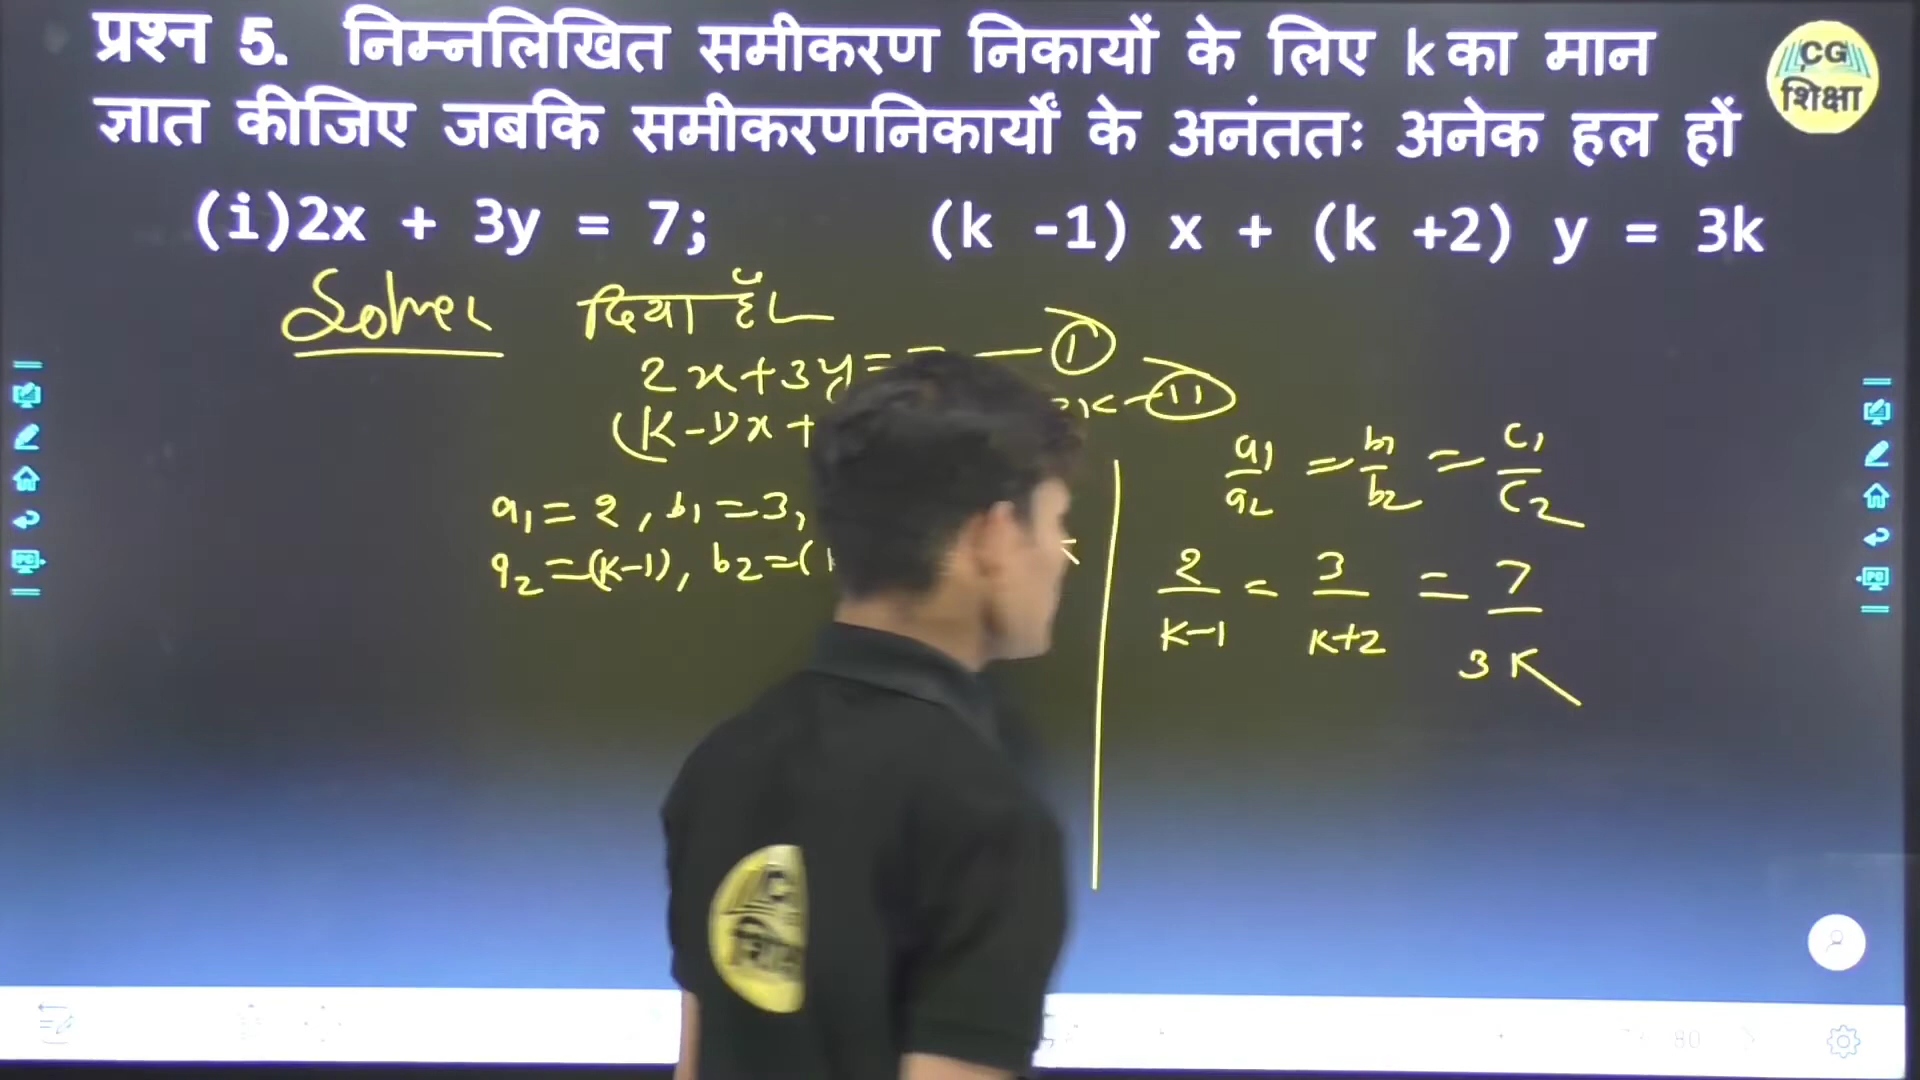 प्रश्न 5. निम्नलिखित समीकरण निकायों के लिए k का मान
ज्ञात कीजिए जबकि समीकरणनिकार्यों के अनंततः अनेक हल हों
CG
शिक्षा
(i)2x + 3y = 7; (k -1) x + (k +2) y = 3k
दिया है
2x+3y= — (I)
(K-1)x+ — (II)
a₁ = 2, b₁ = 3,
a₂ = (K-1), b₂ = (
a₁/a₂ = b₁/b₂ = c₁/c₂
2/K-1 = 3/K+2 = 7/3K
80